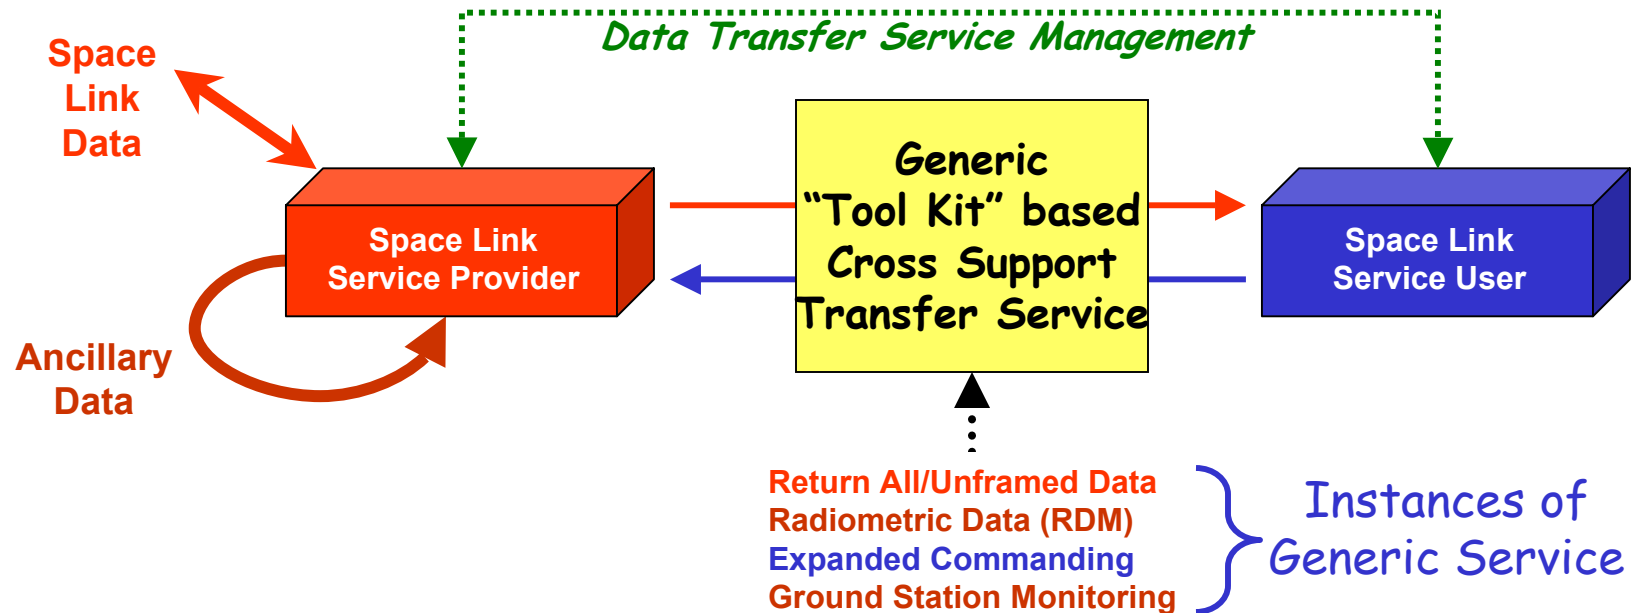 Data Transfer Service Management
Space
Link
Data
Generic
“Tool Kit” based
Cross Support
Transfer Service
Space Link
Service Provider
Space Link
Service User
Ancillary
Data
Return All/Unframed Data
Radiometric Data (RDM)
Expanded Commanding
Ground Station Monitoring
Instances of
Generic Service